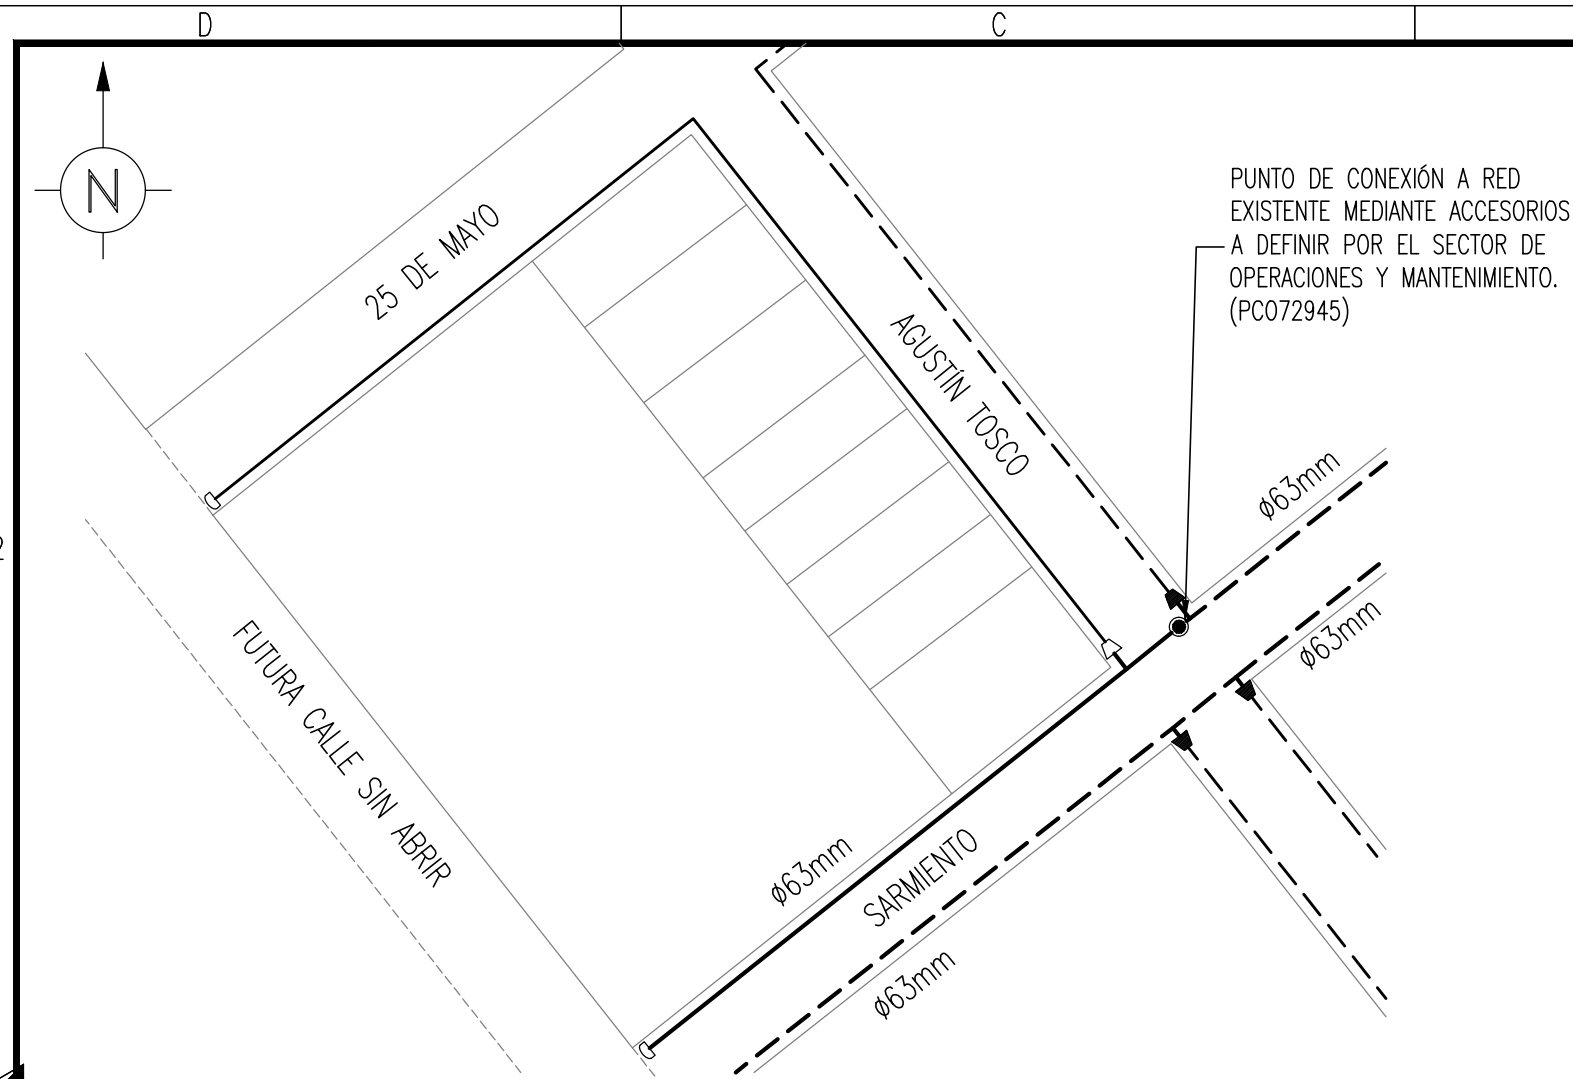 D
C
N
PUNTO DE CONEXIÓN A RED
EXISTENTE MEDIANTE ACCESORIOS
A DEFINIR POR EL SECTOR DE
OPERACIONES Y MANTENIMIENTO.
(PC072945)
25 DE MAYO
AGUSTÍN TOSCO
ø63mm
ø63mm
FUTURA CALLE SIN ABRIR
ø63mm
SARMIENTO
ø63mm